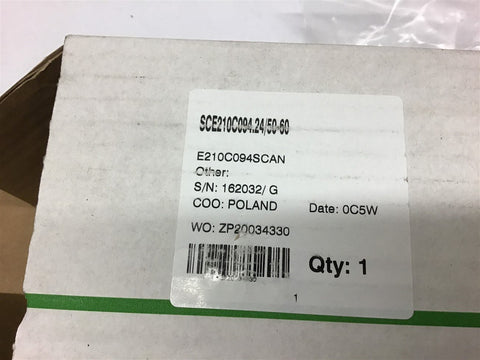 SCE210C094.24/50-60
E210C094SCAN
Other:
S/N: 162032/ G
COO: POLAND Date: 0C5W
WO: ZP20034330
Qty: 1
1